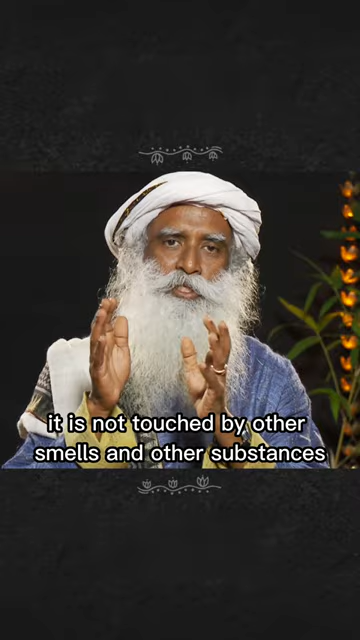 it is not touched by other
smells and other substances